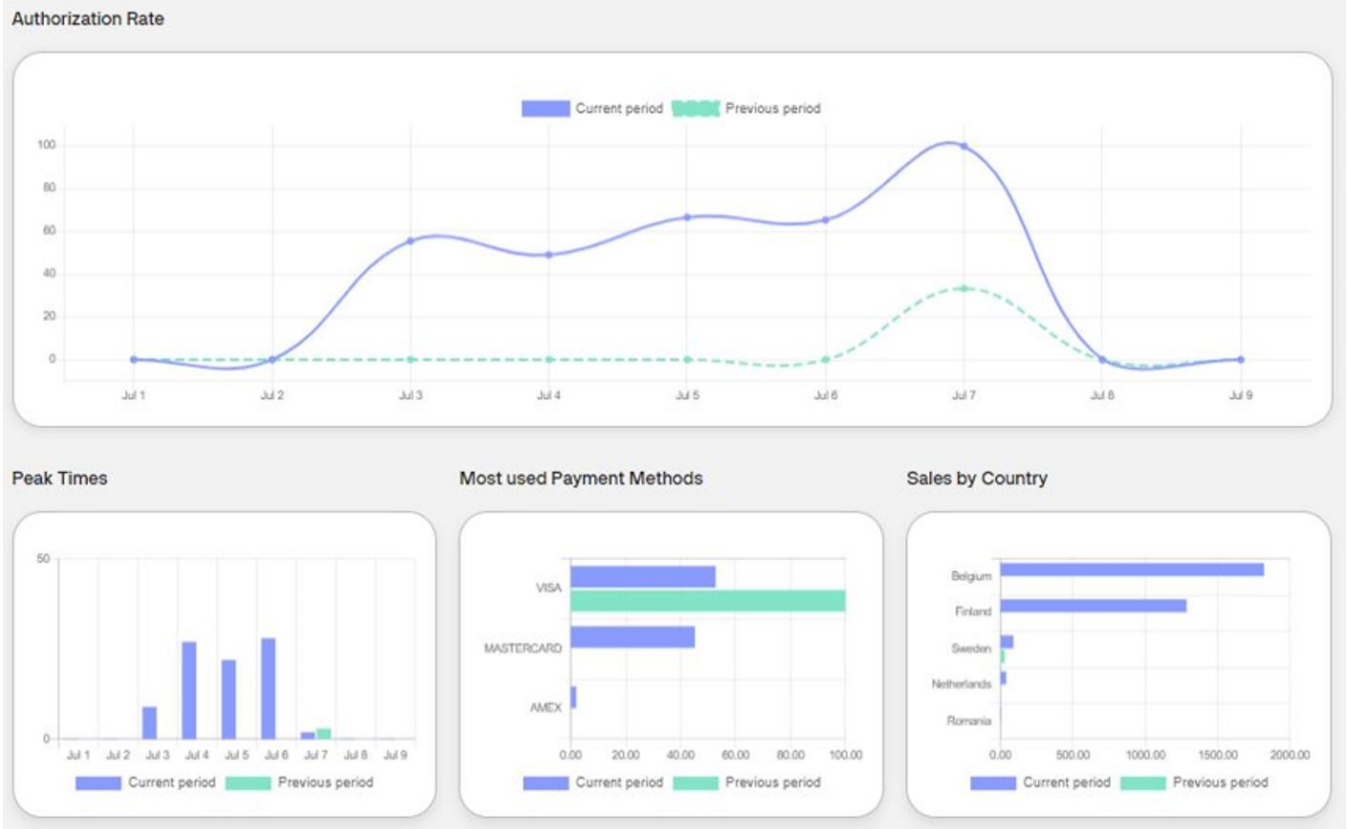 Authorization Rate
Current period Previous period
100
80
60
40
20
0
Jul 1 Jul 2 Jul 3 Jul 4 Jul 5 Jul 6 Jul 7 Jul 8 Jul 9
Peak Times
50
0
Jul 1 Jul 2 Jul 3 Jul 4 Jul 5 Jul 6 Jul 7 Jul 8 Jul 9
Current period Previous period
Most used Payment Methods
VISA
MASTERCARD
AMEX
0.00 20.00 40.00 60.00 80.00 100.00
Current period Previous period
Sales by Country
Belgium
Finland
Sweden
Netherlands
Romania
0.00 500.00 1000.00 1500.00 2000.00
Current period Previous period